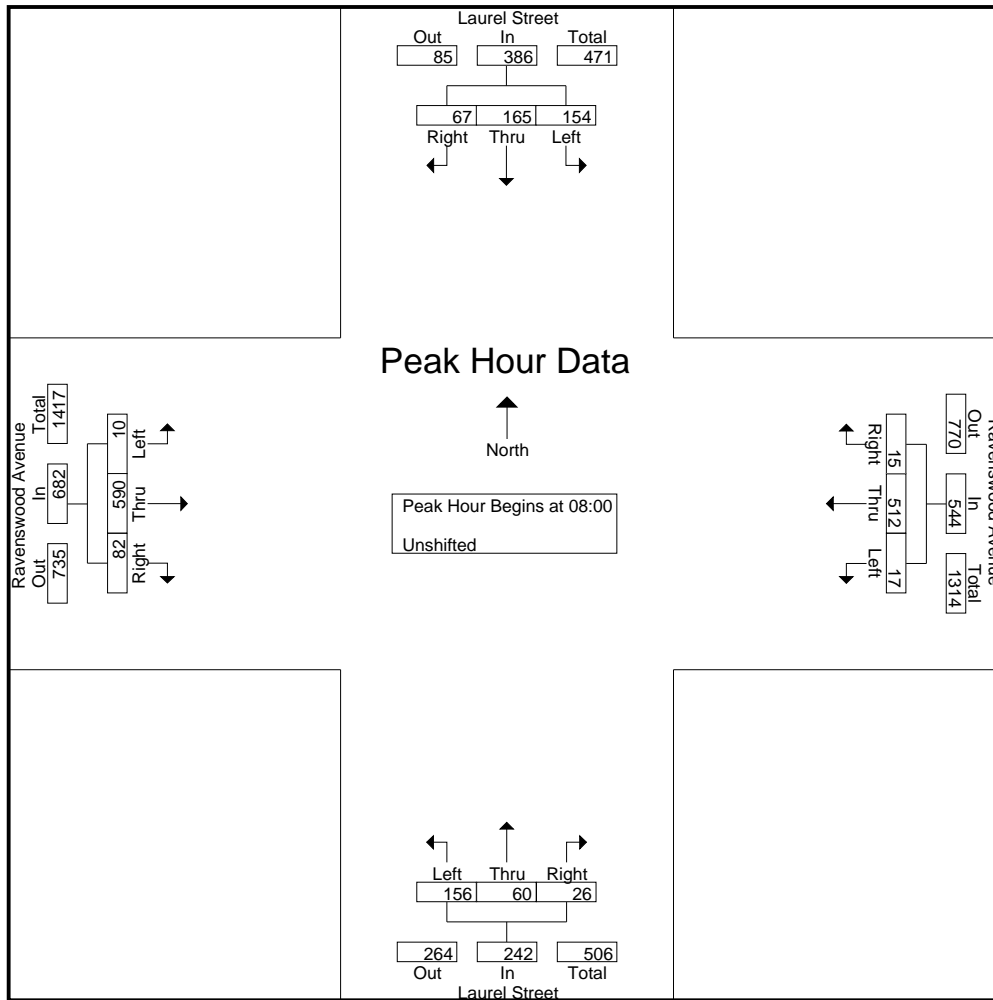 Laurel Street
Out In Total
85 386 471
67 165 154
Right Thru Left
Peak Hour Data
North
Peak Hour Begins at 08:00
Unshifted
Ravenswood Avenue
Total In Out
1417 682 735
10 590 82
Left Thru Right
Right Thru Left
15 512 17
Out In Total
770 544 1314
Ravenswood Avenue
Left Thru Right
156 60 26
264 242 506
Out In Total
Laurel Street